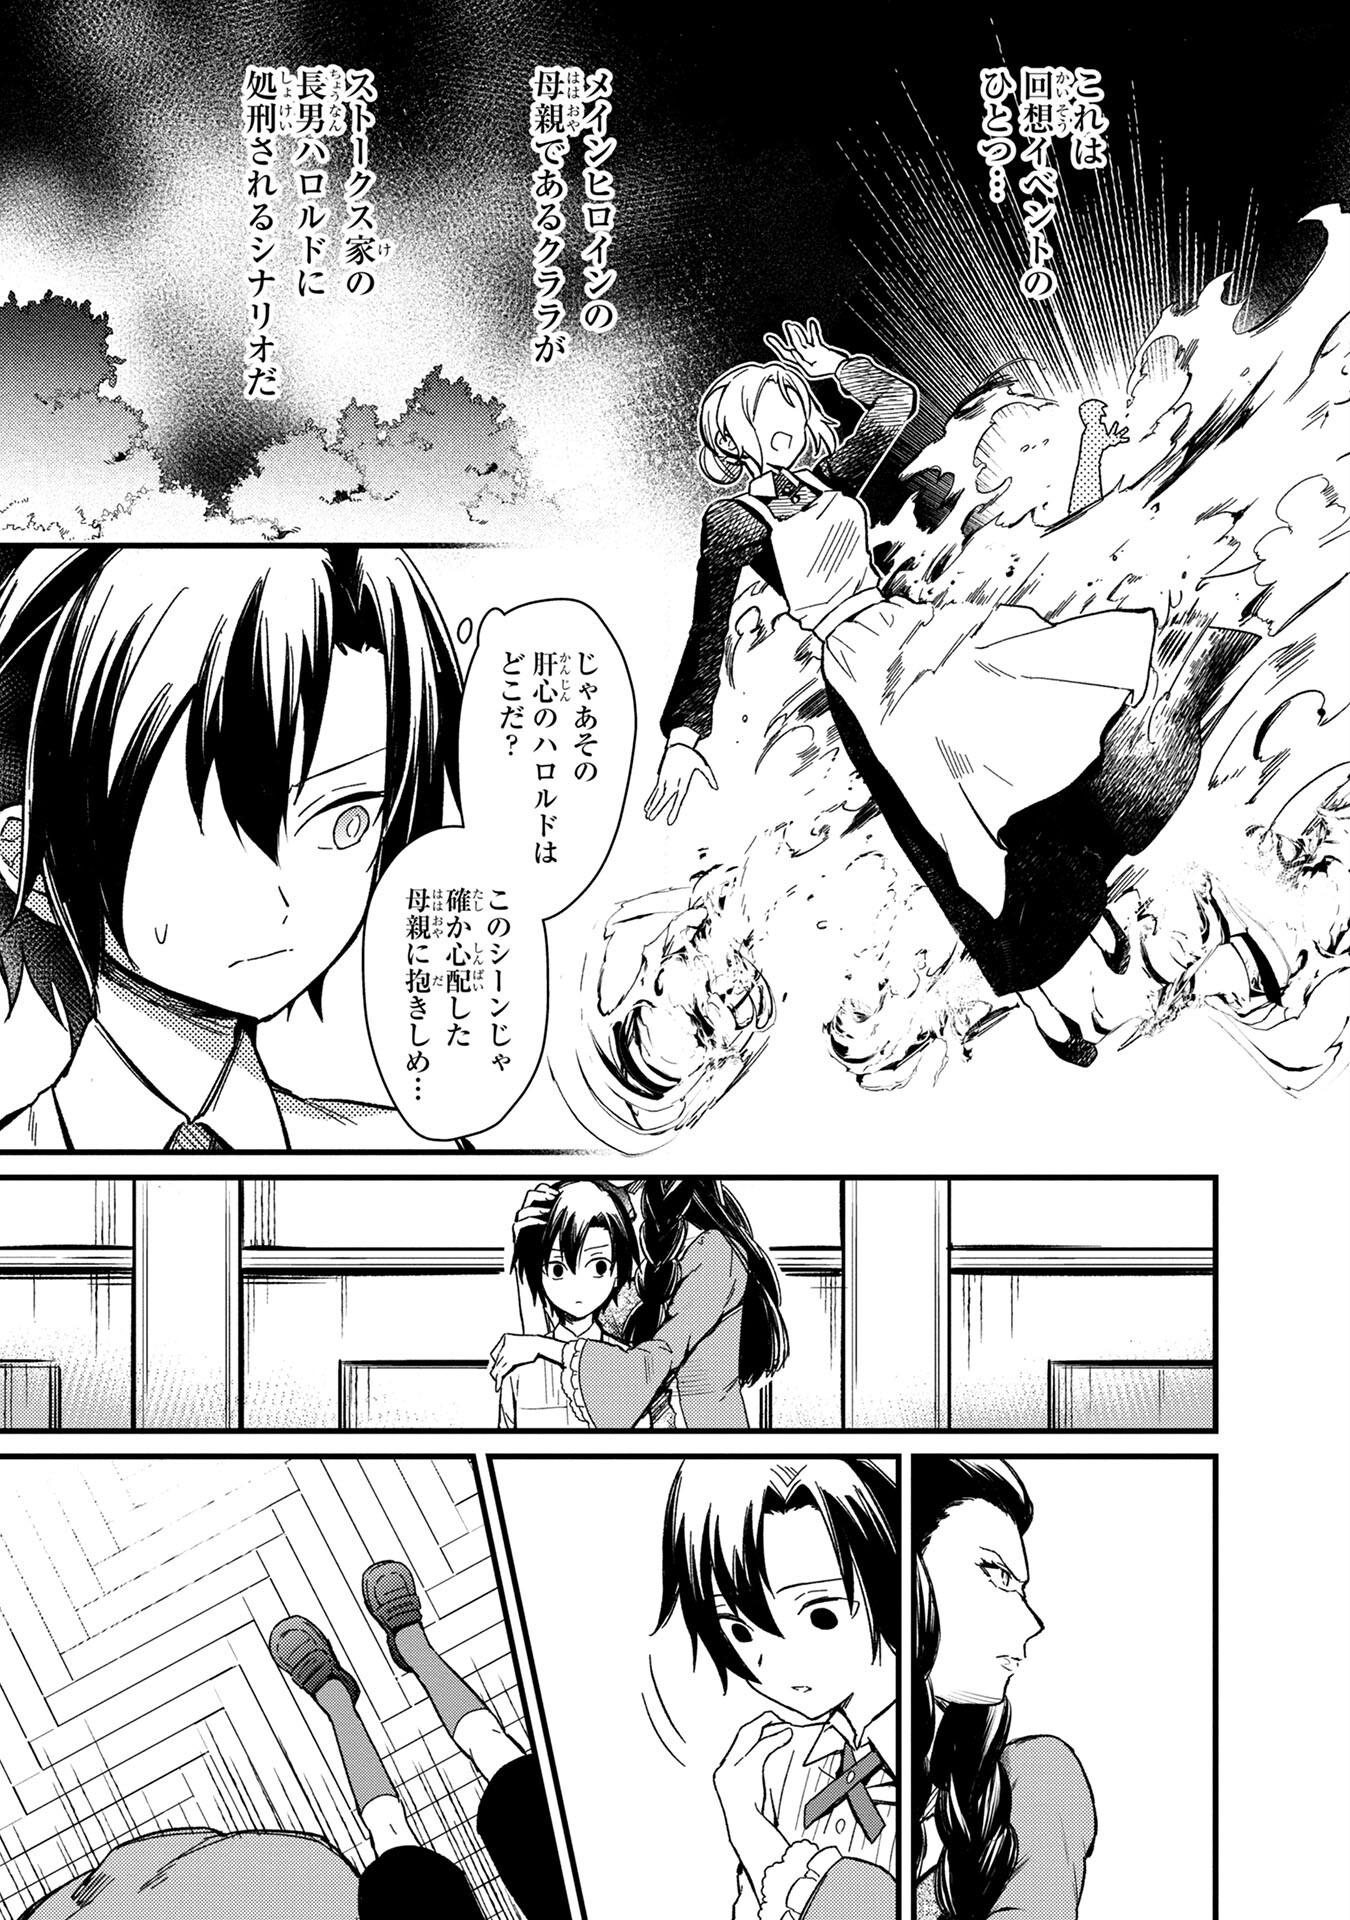 これは
回想イベントの
ひとつ…
メインヒロインの
母親であるクララが
ストークス家の
長男ハロルドに
処刑されるシナリオだ
じゃあその
肝心のハロルドは
どこだ？
このシーンじゃ
確か心配した
母親に抱きしめ…